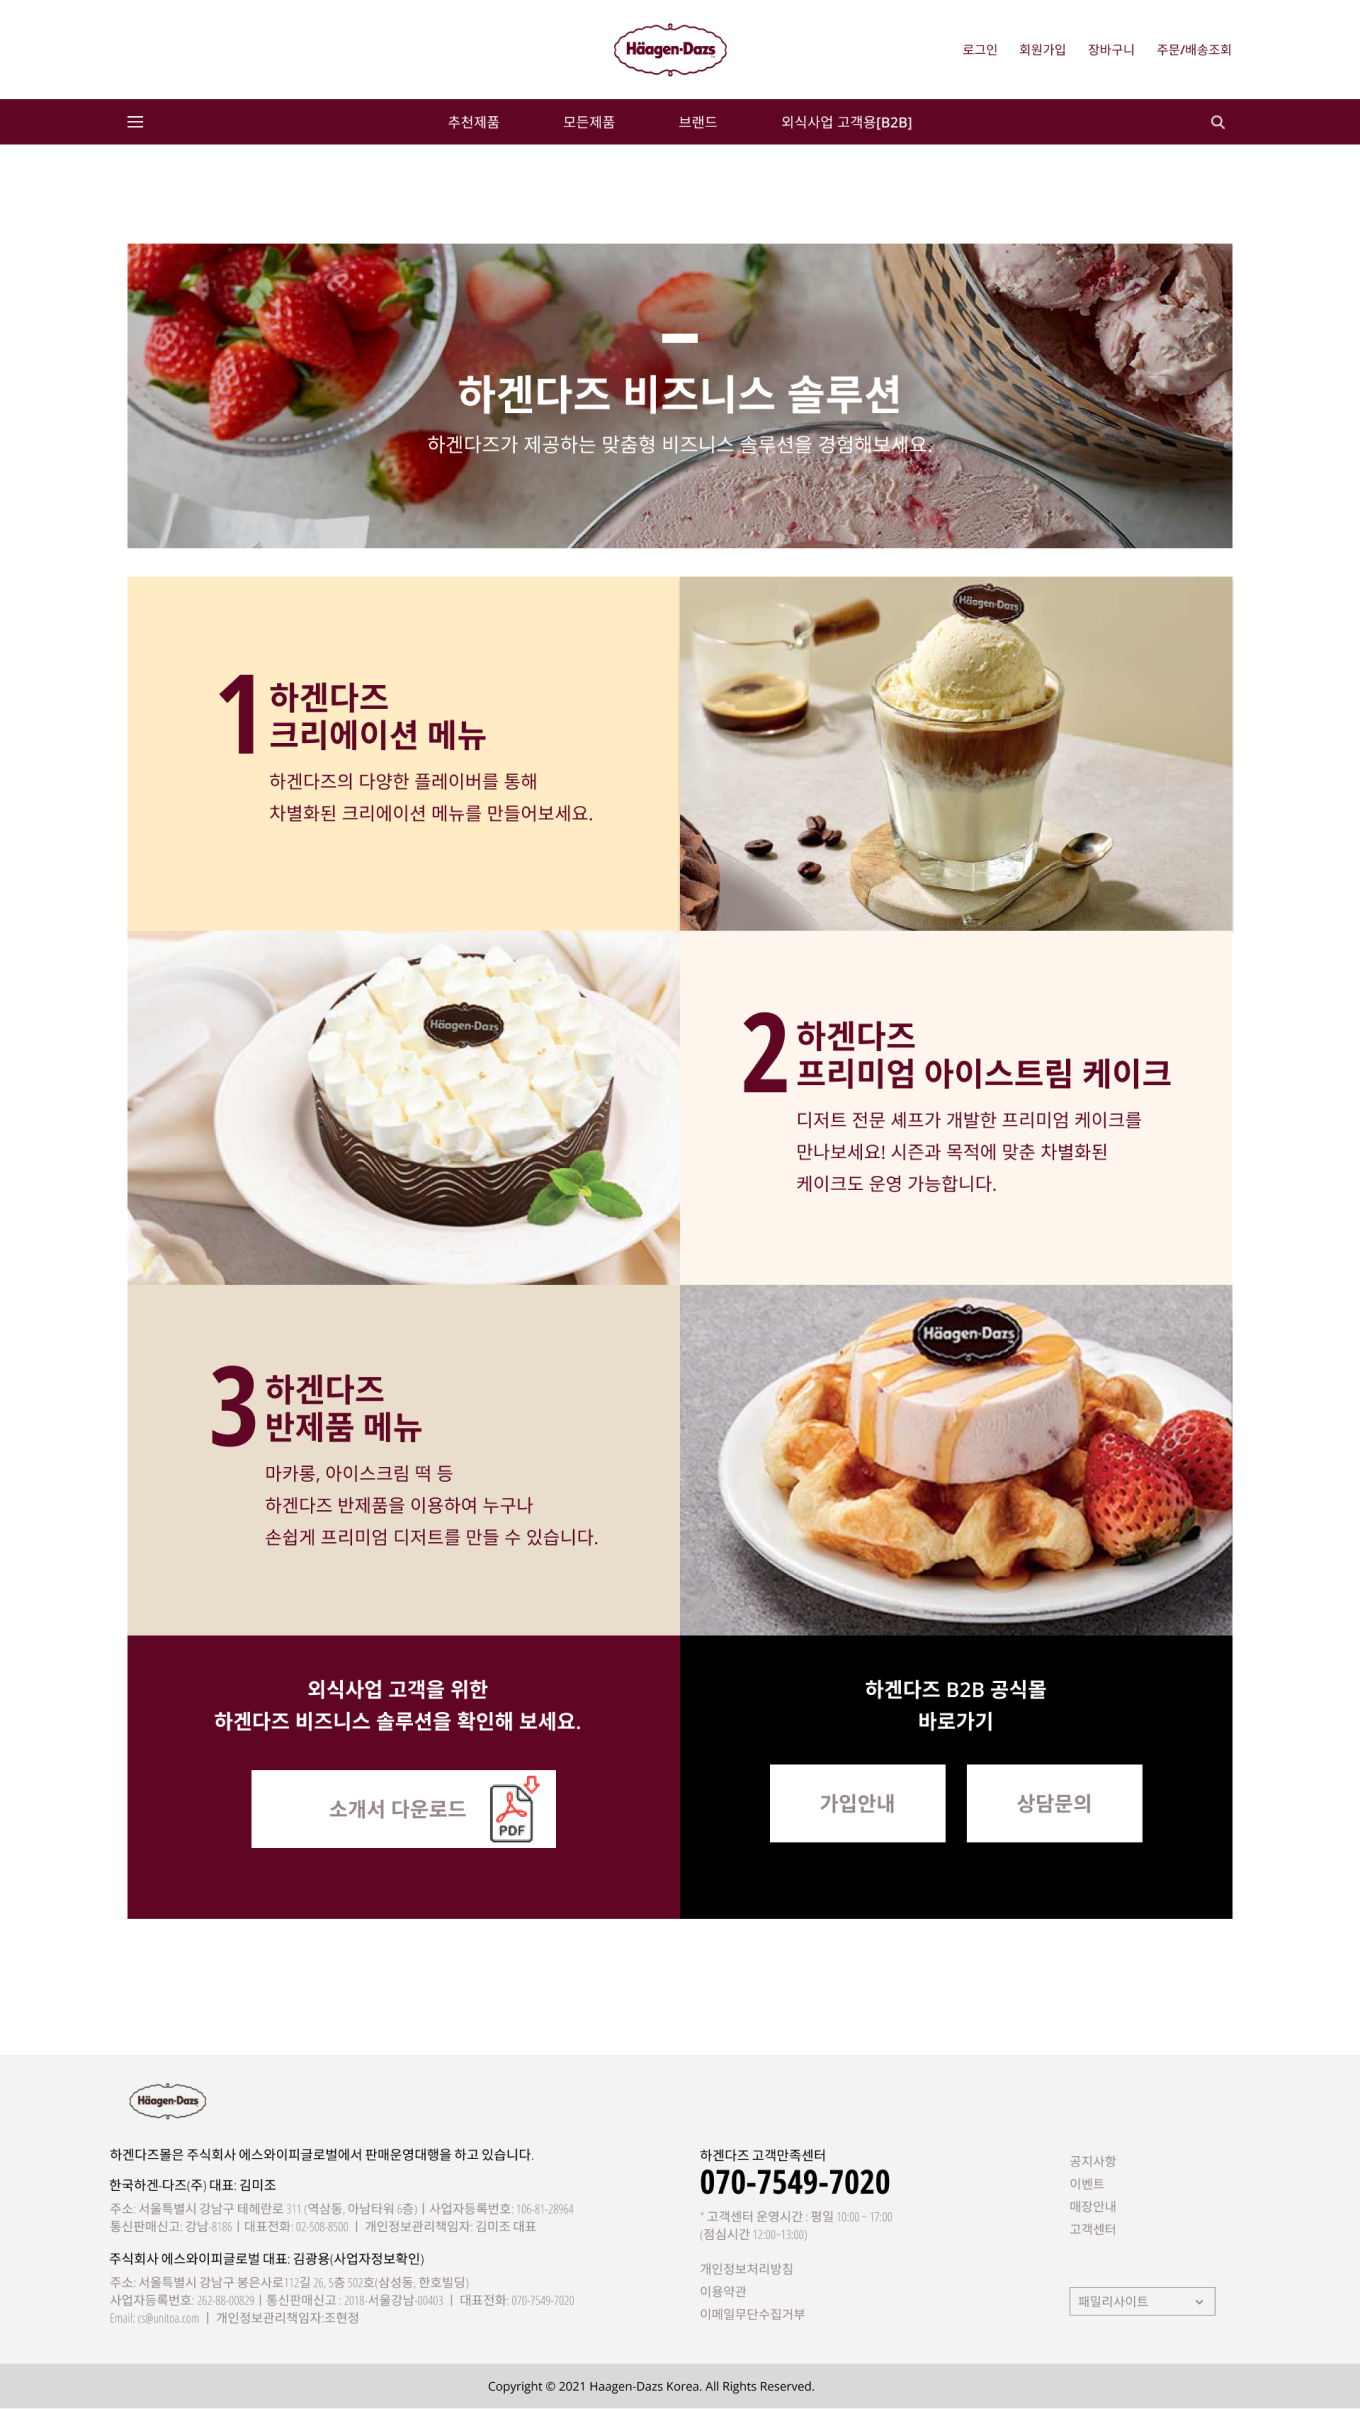 Häagen-Dazs
로그인 회원가입 장바구니 주문/배송조회
추천제품 모든제품 브랜드 외식사업 고객용[B2B]
하겐다즈 비즈니스 솔루션
하겐다즈가 제공하는 맞춤형 비즈니스 솔루션을 경험해보세요.
1 하겐다즈
크리에이션 메뉴
하겐다즈의 다양한 플레이버를 통해
차별화된 크리에이션 메뉴를 만들어보세요.
Häagen-Dazs
Häagen-Dazs
2 하겐다즈
프리미엄 아이스트림 케이크
디저트 전문 셰프가 개발한 프리미엄 케이크를
만나보세요! 시즌과 목적에 맞춘 차별화된
케이크도 운영 가능합니다.
3 하겐다즈
반제품 메뉴
마카롱, 아이스크림 떡 등
하겐다즈 반제품을 이용하여 누구나
손쉽게 프리미엄 디저트를 만들 수 있습니다.
Häagen-Dazs
외식사업 고객을 위한
하겐다즈 비즈니스 솔루션을 확인해 보세요.
소개서 다운로드
PDF
하겐다즈 B2B 공식몰
바로가기
가입안내 상담문의
Häagen-Dazs
하겐다즈몰은 주식회사 에스와이피글로벌에서 판매운영대행을 하고 있습니다.
한국하겐-다즈(주) 대표: 김미조
주소: 서울특별시 강남구 테헤란로 311 (역삼동, 아남타워 6층) | 사업자등록번호: 106-81-28964
통신판매신고: 강남-8186 | 대표전화: 02-508-8500 | 개인정보관리책임자: 김미조 대표
주식회사 에스와이피글로벌 대표: 김광용(사업자정보확인)
주소: 서울특별시 강남구 봉은사로112길 26, 5층 502호(삼성동, 한호빌딩)
사업자등록번호: 262-88-00829 | 통신판매신고 : 2018-서울강남-00403 | 대표전화: 070-7549-7020
Email: cs@unitoa.com | 개인정보관리책임자:조현정
하겐다즈 고객만족센터
070-7549-7020
* 고객센터 운영시간 : 평일 10:00 ~ 17:00
(점심시간 12:00~13:00)
개인정보처리방침
이용약관
이메일무단수집거부
공지사항
이벤트
매장안내
고객센터
패밀리사이트
Copyright © 2021 Haagen-Dazs Korea. All Rights Reserved.